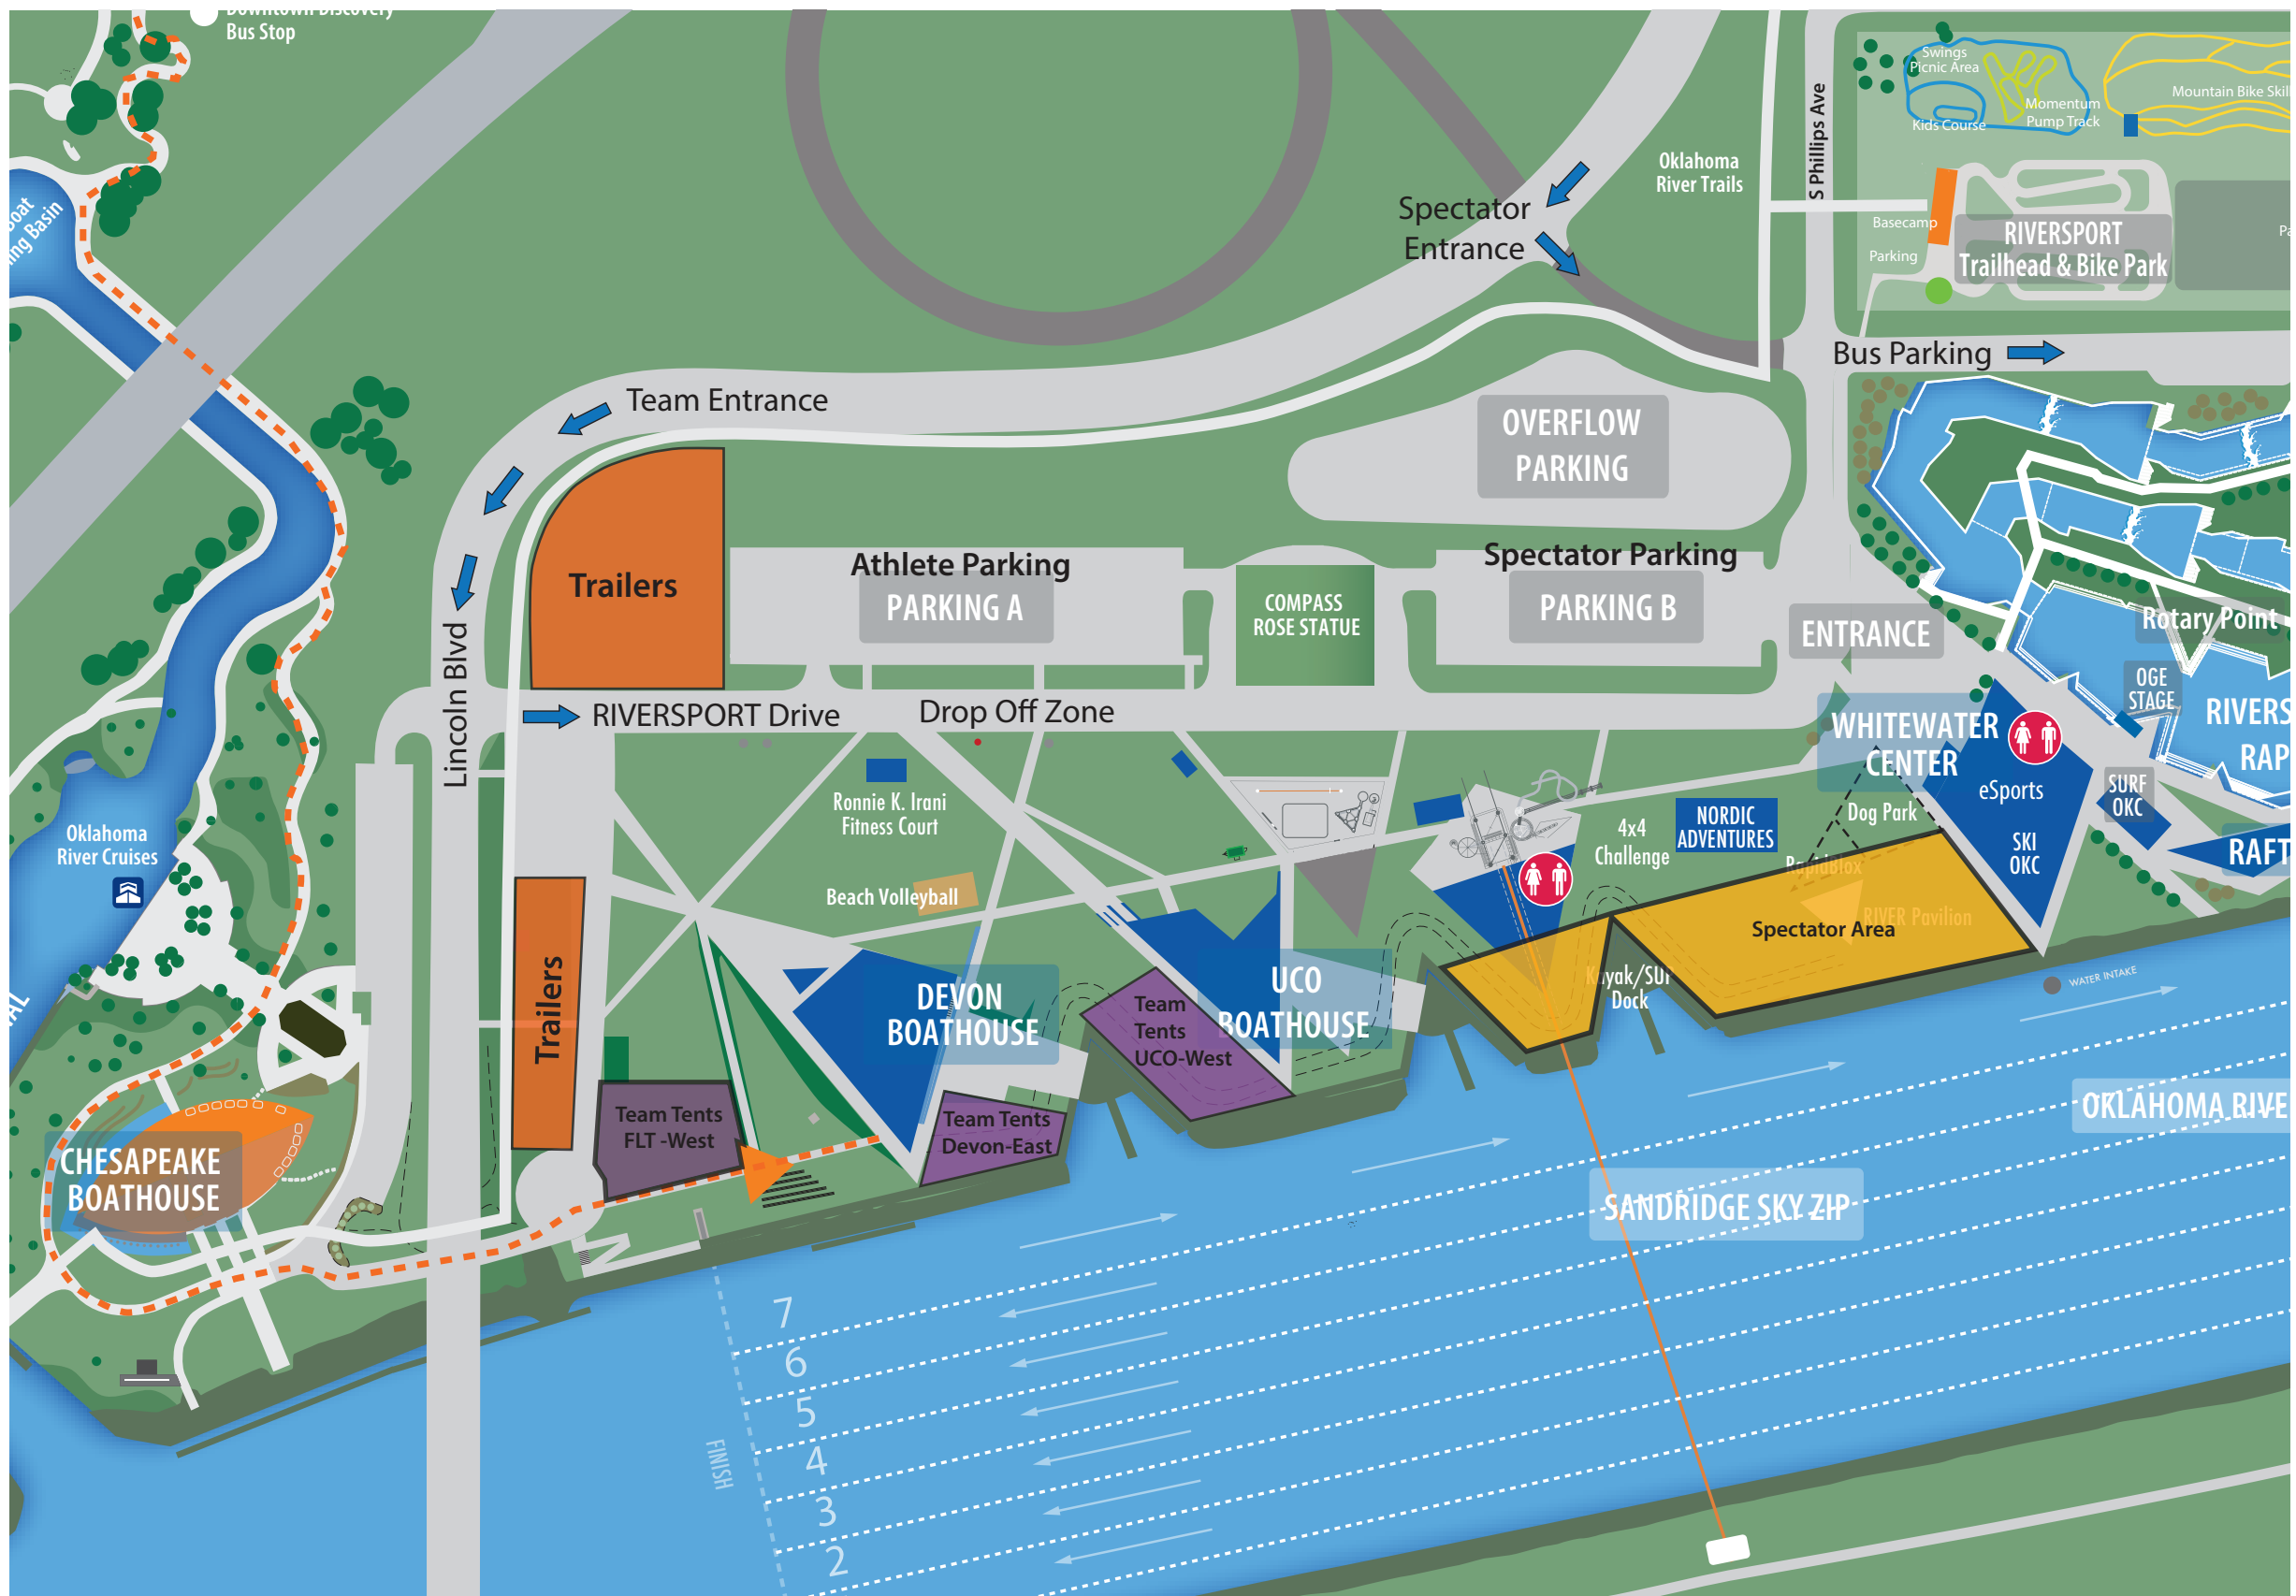 Bus Stop
Swings
Picnic Area
Momentum
Pump Track
Kids Course
Mountain Bike
S Phillips Ave
Oklahoma
River Trails
Spectator
Entrance
Basecamp
Parking
RIVERSPORT
Trailhead & Bike Park
Bus Parking
Team Entrance
OVERFLOW
PARKING
Trailers
Athlete Parking
PARKING A
COMPASS
ROSE STATUE
Spectator Parking
PARKING B
ENTRANCE
Rotary Point
OGE
STAGE
Lincoln Blvd
RIVERSPORT Drive
Drop Off Zone
WHITEWATER
CENTER
eSports
SKI
OKC
SURF
OKC
RAFT
Ronnie K. Irani
Fitness Court
Beach Volleyball
4x4
Challenge
NORDIC
ADVENTURES
Dog Park
RapidBlox
RIVER Pavilion
Spectator Area
Oklahoma
River Cruises
Trailers
DEVON
BOATHOUSE
Team
Tents
UCO-West
UCO
BOATHOUSE
Dock
WATER INTAKE
Team Tents
FLT -West
Team Tents
Devon-East
CHESAPEAKE
BOATHOUSE
OKLAHOMA RIVE
SANDRIDGE SKY ZIP
FINISH
7
6
5
4
3
2